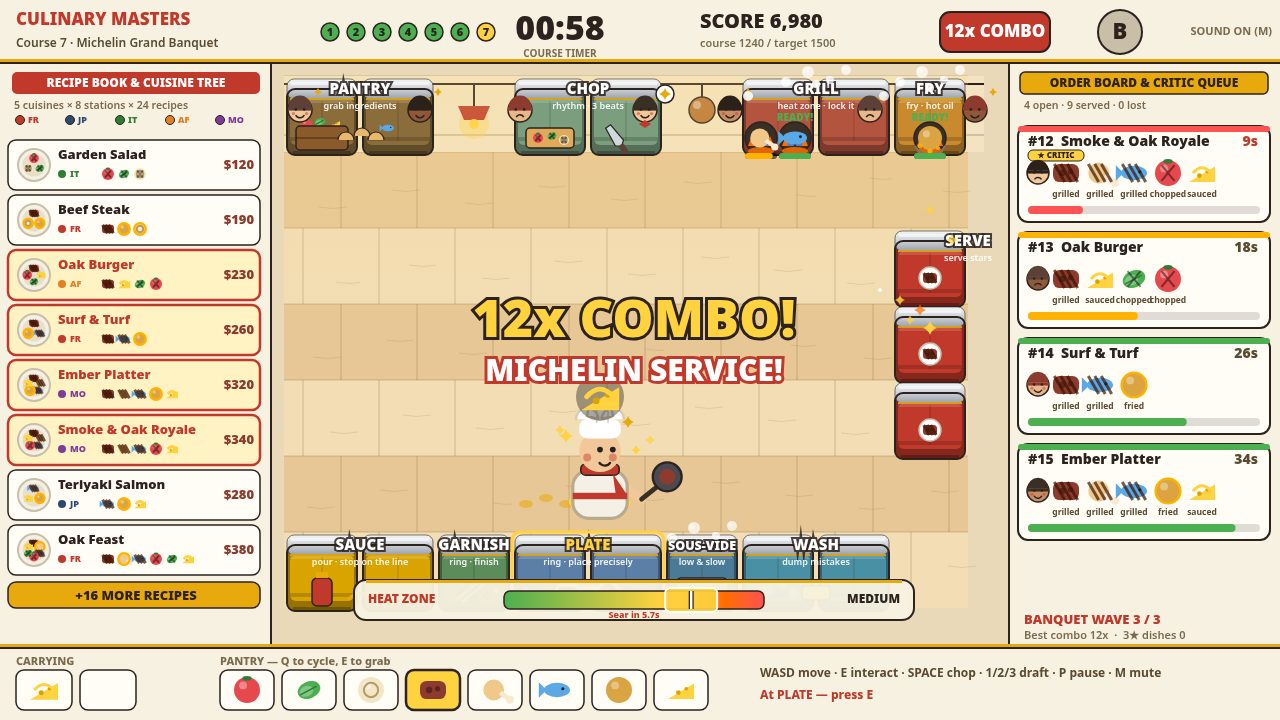 CULINARY MASTERS
Course 7 · Michelin Grand Banquet
1 2 3 4 5 6 7
00:58
COURSE TIMER
SCORE 6,980
course 1240 / target 1500
12x COMBO
B
SOUND ON (M)
RECIPE BOOK & CUISINE TREE
5 cuisines × 8 stations × 24 recipes
FR JP IT AF MO
Garden Salad
IT
$120
Beef Steak
FR
$190
Oak Burger
AF
$230
Surf & Turf
FR
$260
Ember Platter
MO
$320
Smoke & Oak Royale
MO
$340
Teriyaki Salmon
JP
$280
Oak Feast
FR
$380
+16 MORE RECIPES
PANTRY
grab ingredients
CHOP
rhythm 3 beats
GRILL
heat zone · lock it
READY!
FRY
fry · hot oil
READY!
SERVE
serve stars
12x COMBO!
MICHELIN SERVICE!
SAUCE
pour · stop on the line
GARNISH
ring · finish
PLATE
ring · place precisely
SOUS-VIDE
low & slow
WASH
dump mistakes
HEAT ZONE
MEDIUM
Sear in 5.7s
ORDER BOARD & CRITIC QUEUE
4 open · 9 served · 0 lost
#12 Smoke & Oak Royale 9s
★ CRITIC
grilled grilled grilled chopped sauced
#13 Oak Burger 18s
grilled sauced chopped chopped
#14 Surf & Turf 26s
grilled grilled fried
#15 Ember Platter 34s
grilled grilled grilled fried sauced
BANQUET WAVE 3 / 3
Best combo 12x · 3★ dishes 0
CARRYING
PANTRY — Q to cycle, E to grab
WASD move · E interact · SPACE chop · 1/2/3 draft · P pause · M mute
At PLATE — press E